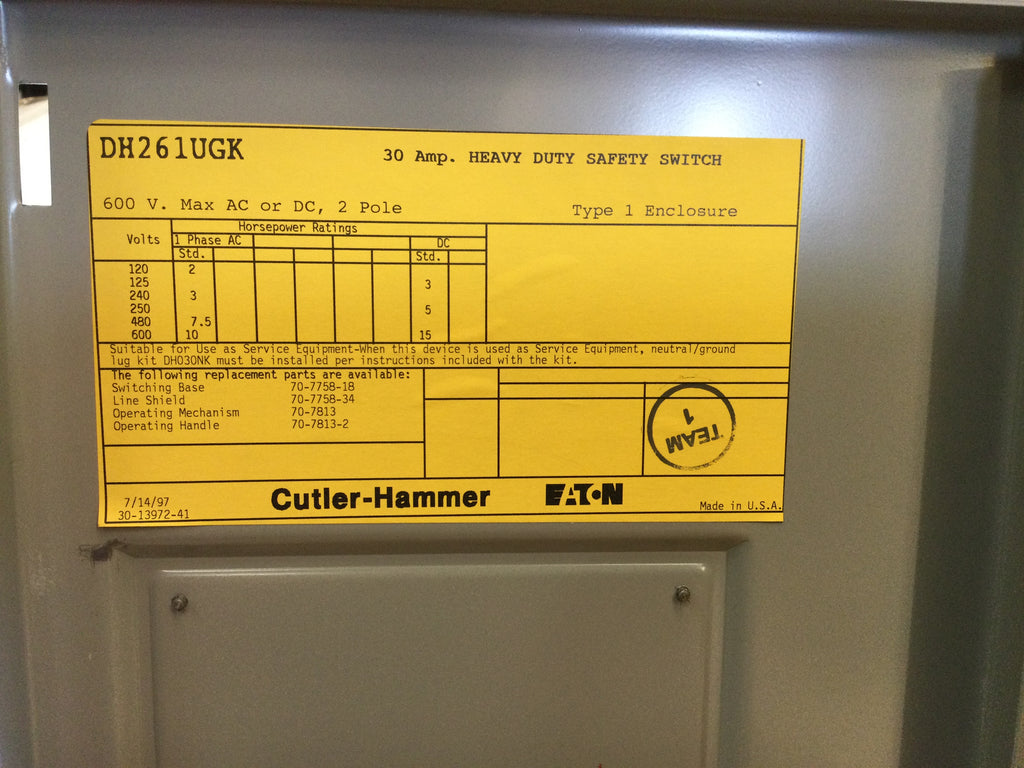 DH261UGK
30 Amp. HEAVY DUTY SAFETY SWITCH
600 V. Max AC or DC, 2 Pole
Type 1 Enclosure
Horsepower Ratings
Volts 1 Phase AC DC
Std. Std.
120 2
125 3
240 3
250 5
480 7.5
600 10 15
Suitable for Use as Service Equipment-When this device is used as Service Equipment, neutral/ground
lug kit DH030NK must be installed per instructions included with the kit.
The following replacement parts are available:
Switching Base 70-7758-18
Line Shield 70-7758-34
Operating Mechanism 70-7813
Operating Handle 70-7813-2
TEAM
1
7/14/97
30-13972-41
Cutler-Hammer
EATON
Made in U.S.A.